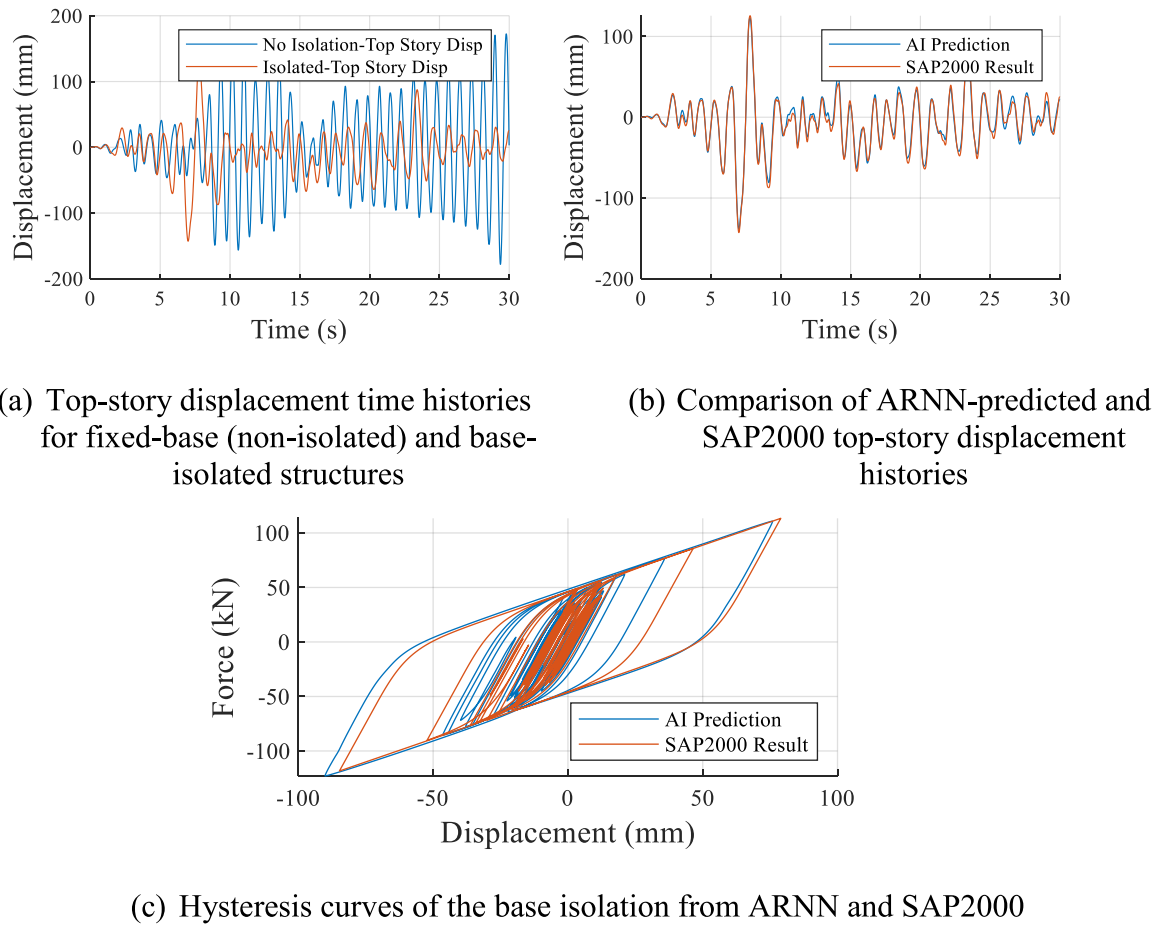 200
100
0
-100
-200
0 5 10 15 20 25 30
Displacement (mm)
Time (s)
No Isolation-Top Story Disp
Isolated-Top Story Disp
100
0
-100
-200
0 5 10 15 20 25 30
Displacement (mm)
Time (s)
AI Prediction
SAP2000 Result
(a) Top-story displacement time histories
for fixed-base (non-isolated) and base-
isolated structures
(b) Comparison of ARNN-predicted and
SAP2000 top-story displacement
histories
100
50
0
-50
-100
-100 -50 0 50 100
Force (kN)
Displacement (mm)
AI Prediction
SAP2000 Result
(c) Hysteresis curves of the base isolation from ARNN and SAP2000